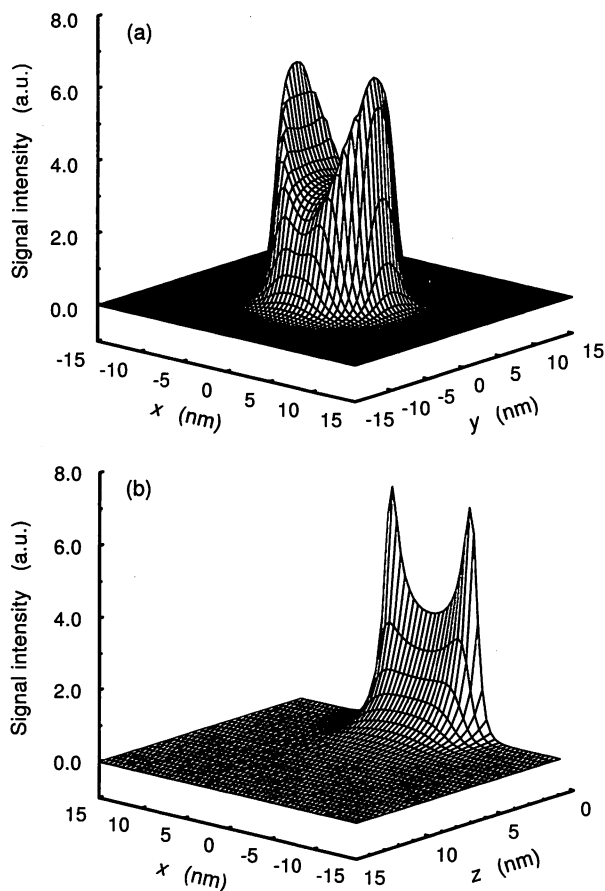 (a)
Signal intensity (a.u.)
8.0
6.0
4.0
2.0
0.0
-15 -10 -5 0 5 10 15
x (nm)
-15 -10 -5 0 5 10 15
y (nm)
(b)
Signal intensity (a.u.)
8.0
6.0
4.0
2.0
0.0
15 10 5 0 -5 -10 -15
x (nm)
15 10 5 0
z (nm)